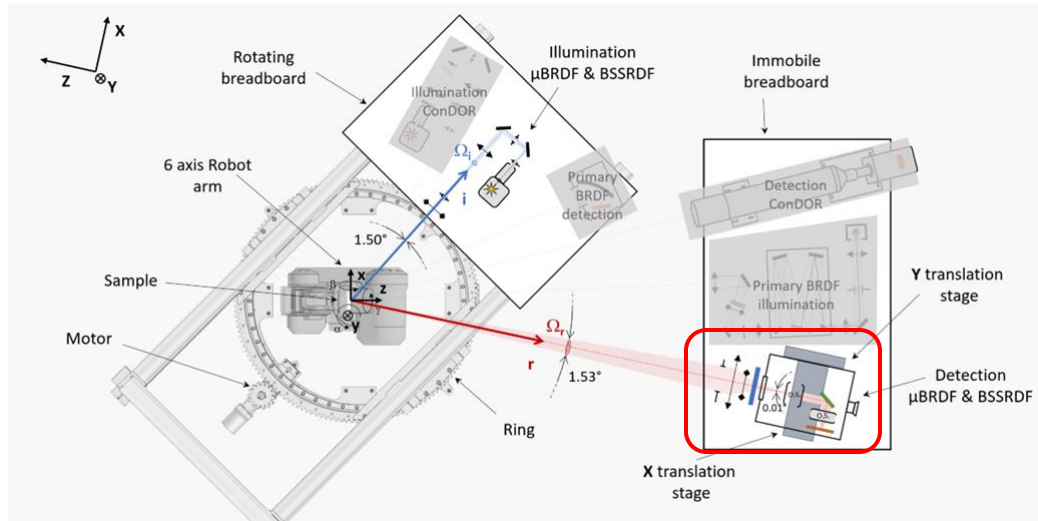 X
Z
Y
Rotating
breadboard
Illumination
μBRDF & BSSRDF
Immobile
breadboard
Illumination
ConDOR
6 axis Robot
arm
Ωi
i
Primary
BRDF
detection
Detection
ConDOR
1.50°
Sample
x
β
z
γ
α
y
Primary BRDF
illumination
Y translation
stage
Motor
Ωr
r
1.53°
0.01°
O.S.
O.S.
Detection
μBRDF & BSSRDF
Ring
X translation
stage